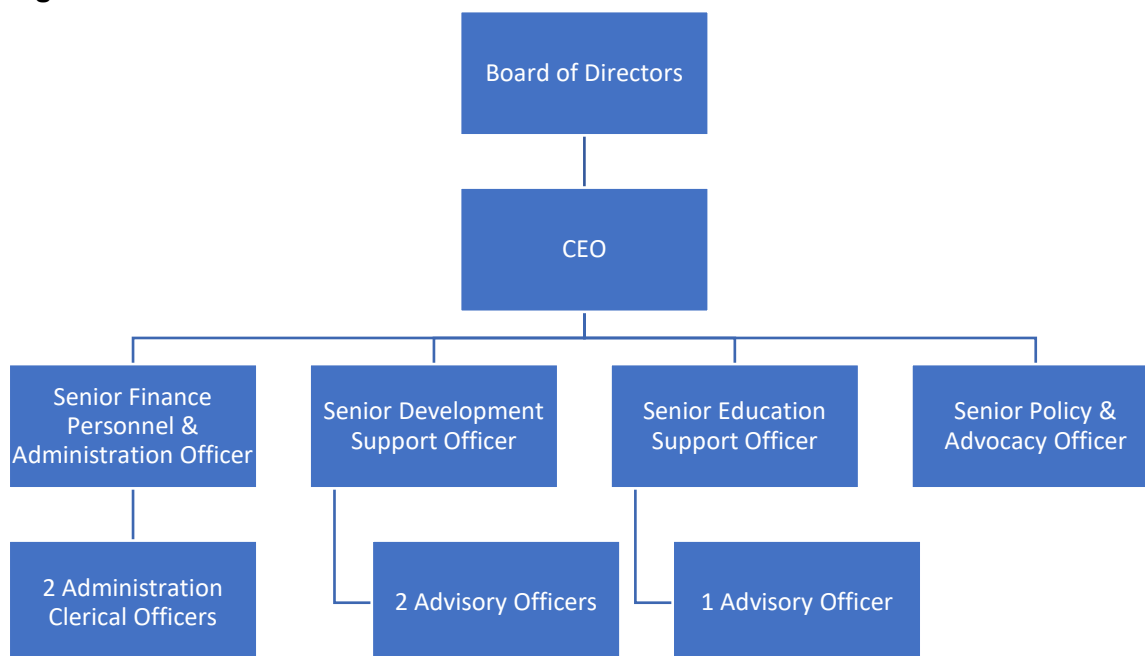 Board of Directors
CEO
Senior Finance
Personnel &
Administration Officer
Senior Development
Support Officer
Senior Education
Support Officer
Senior Policy &
Advocacy Officer
2 Administration
Clerical Officers
2 Advisory Officers
1 Advisory Officer